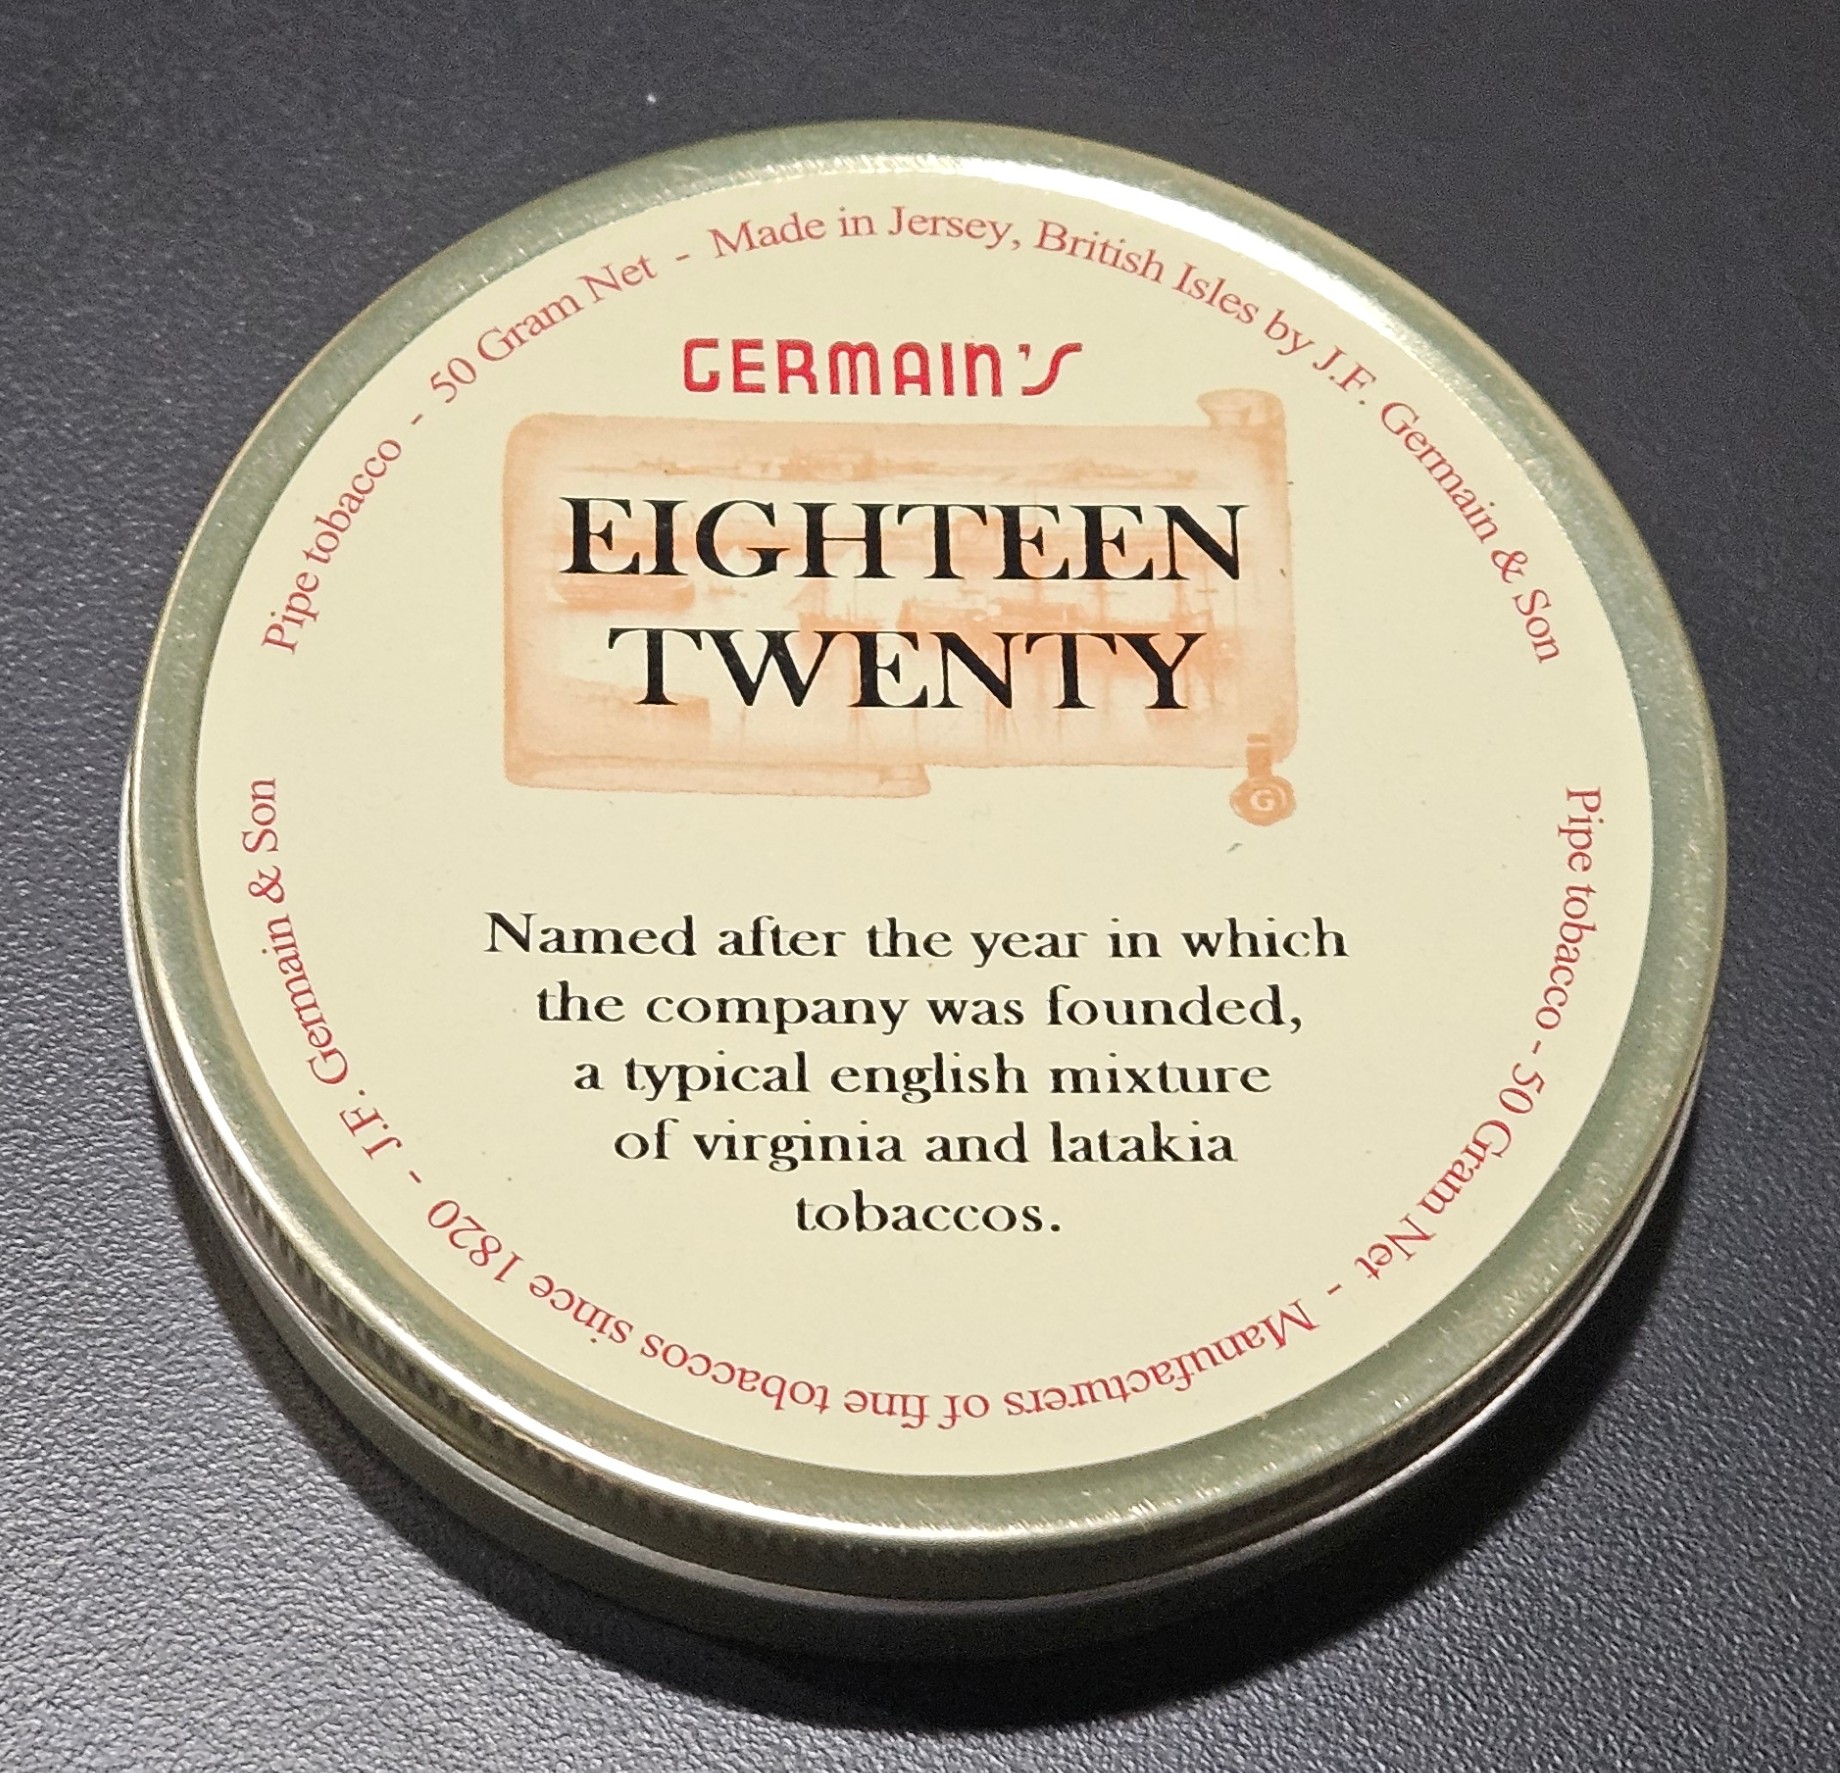 Pipe tobacco - 50 Gram Net - Made in Jersey, British Isles by J.F. Germain & Son
GERMAIN'S
EIGHTEEN
TWENTY
G
Named after the year in which
the company was founded,
a typical english mixture
of virginia and latakia
tobaccos.
Pipe tobacco - 50 Gram Net - Manufacturers of fine tobaccos since 1820 - J.F. Germain & Son